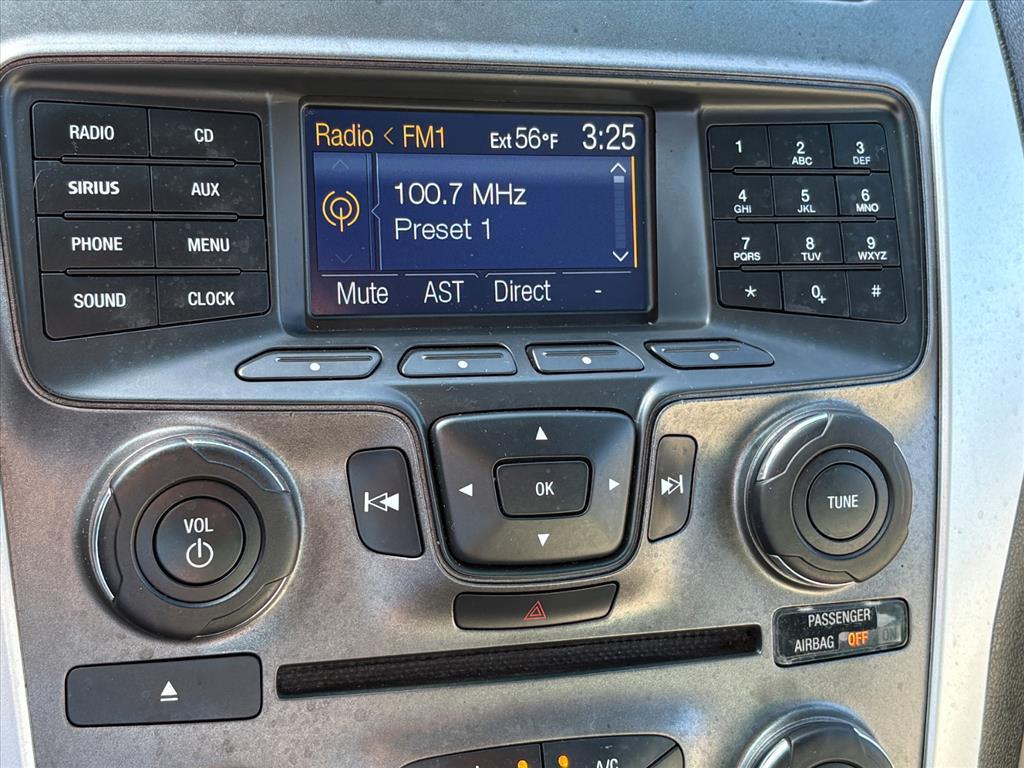 RADIO
CD
SIRIUS
AUX
PHONE
MENU
SOUND
CLOCK
Radio < FM1 Ext 56°F 3:25
100.7 MHz
Preset 1
Mute AST Direct -
1 2 3
ABC DEF
4 5 6
GHI JKL MNO
7 8 9
PQRS TUV WXYZ
* 0 #
+
VOL
OK
TUNE
PASSENGER
AIRBAG OFF ON
A/C